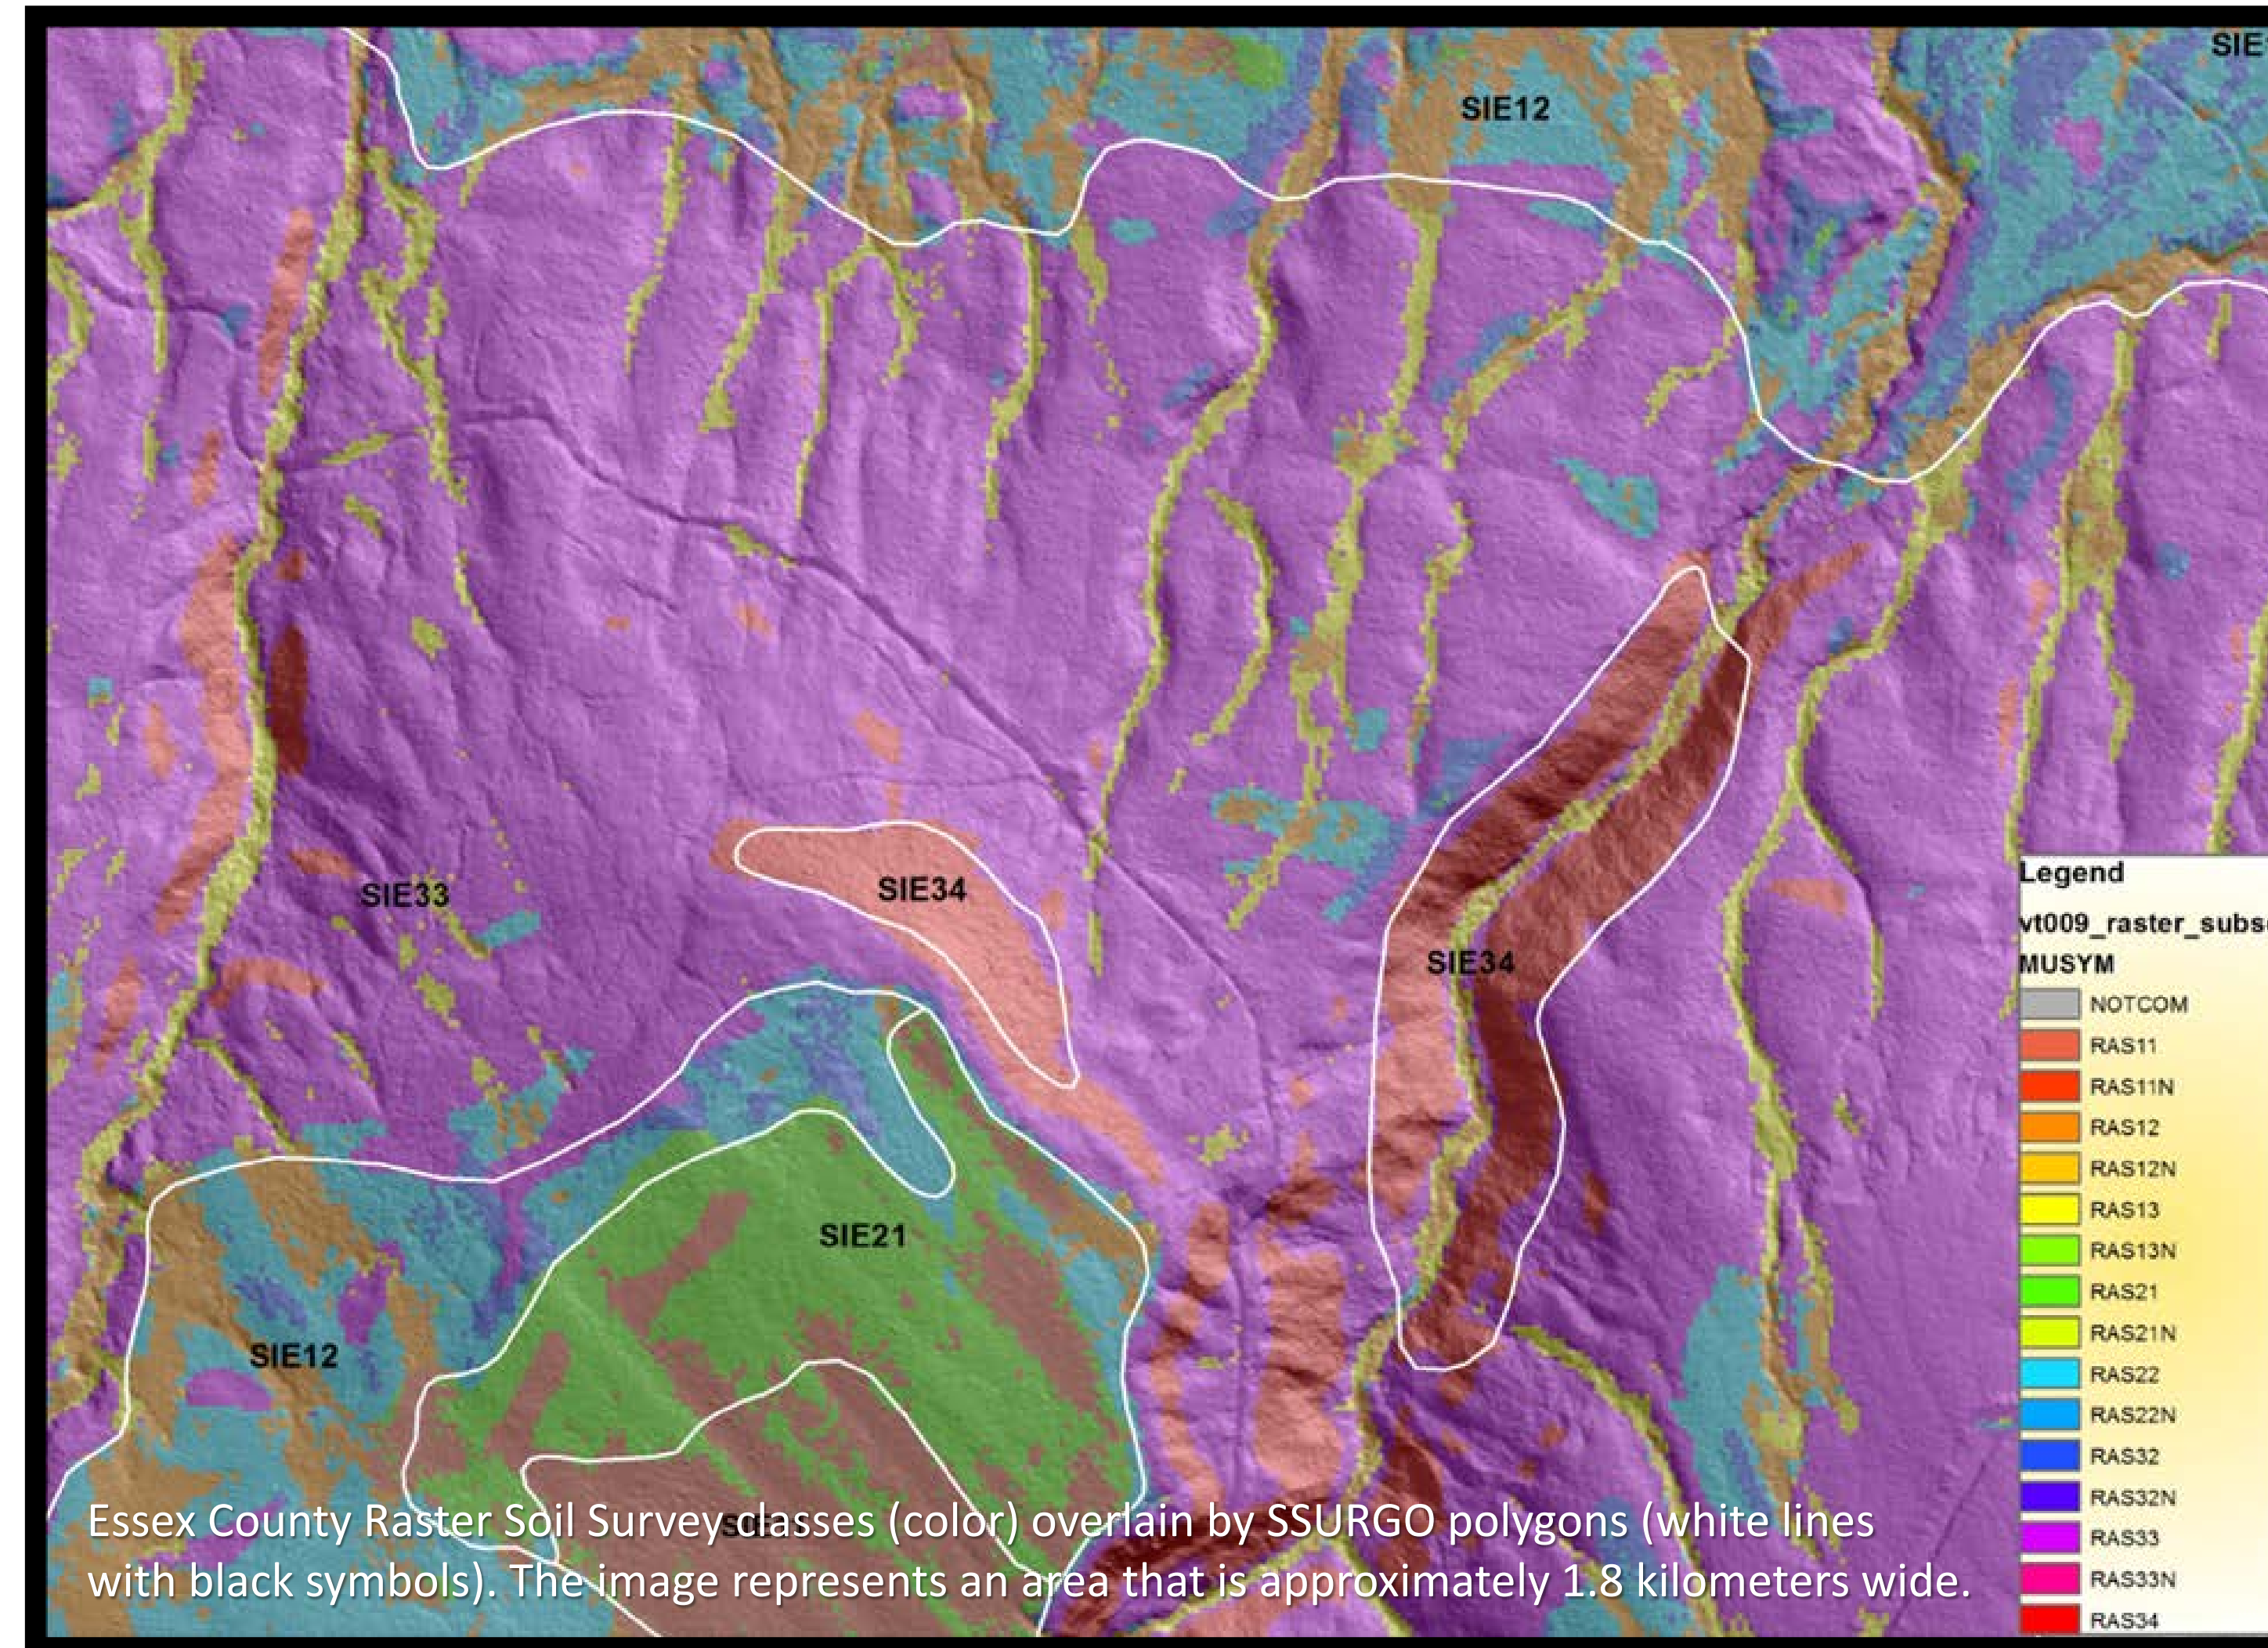 SIE
SIE12
SIE33
SIE34
SIE34
SIE21
SIE12
Legend
vt009_raster_subs
MUSYM
NOTCOM
RAS11
RAS11N
RAS12
RAS12N
RAS13
RAS13N
RAS21
RAS21N
RAS22
RAS22N
RAS32
RAS32N
RAS33
RAS33N
RAS34
Essex County Raster Soil Survey classes (color) overlain by SSURGO polygons (white lines
with black symbols). The image represents an area that is approximately 1.8 kilometers wide.